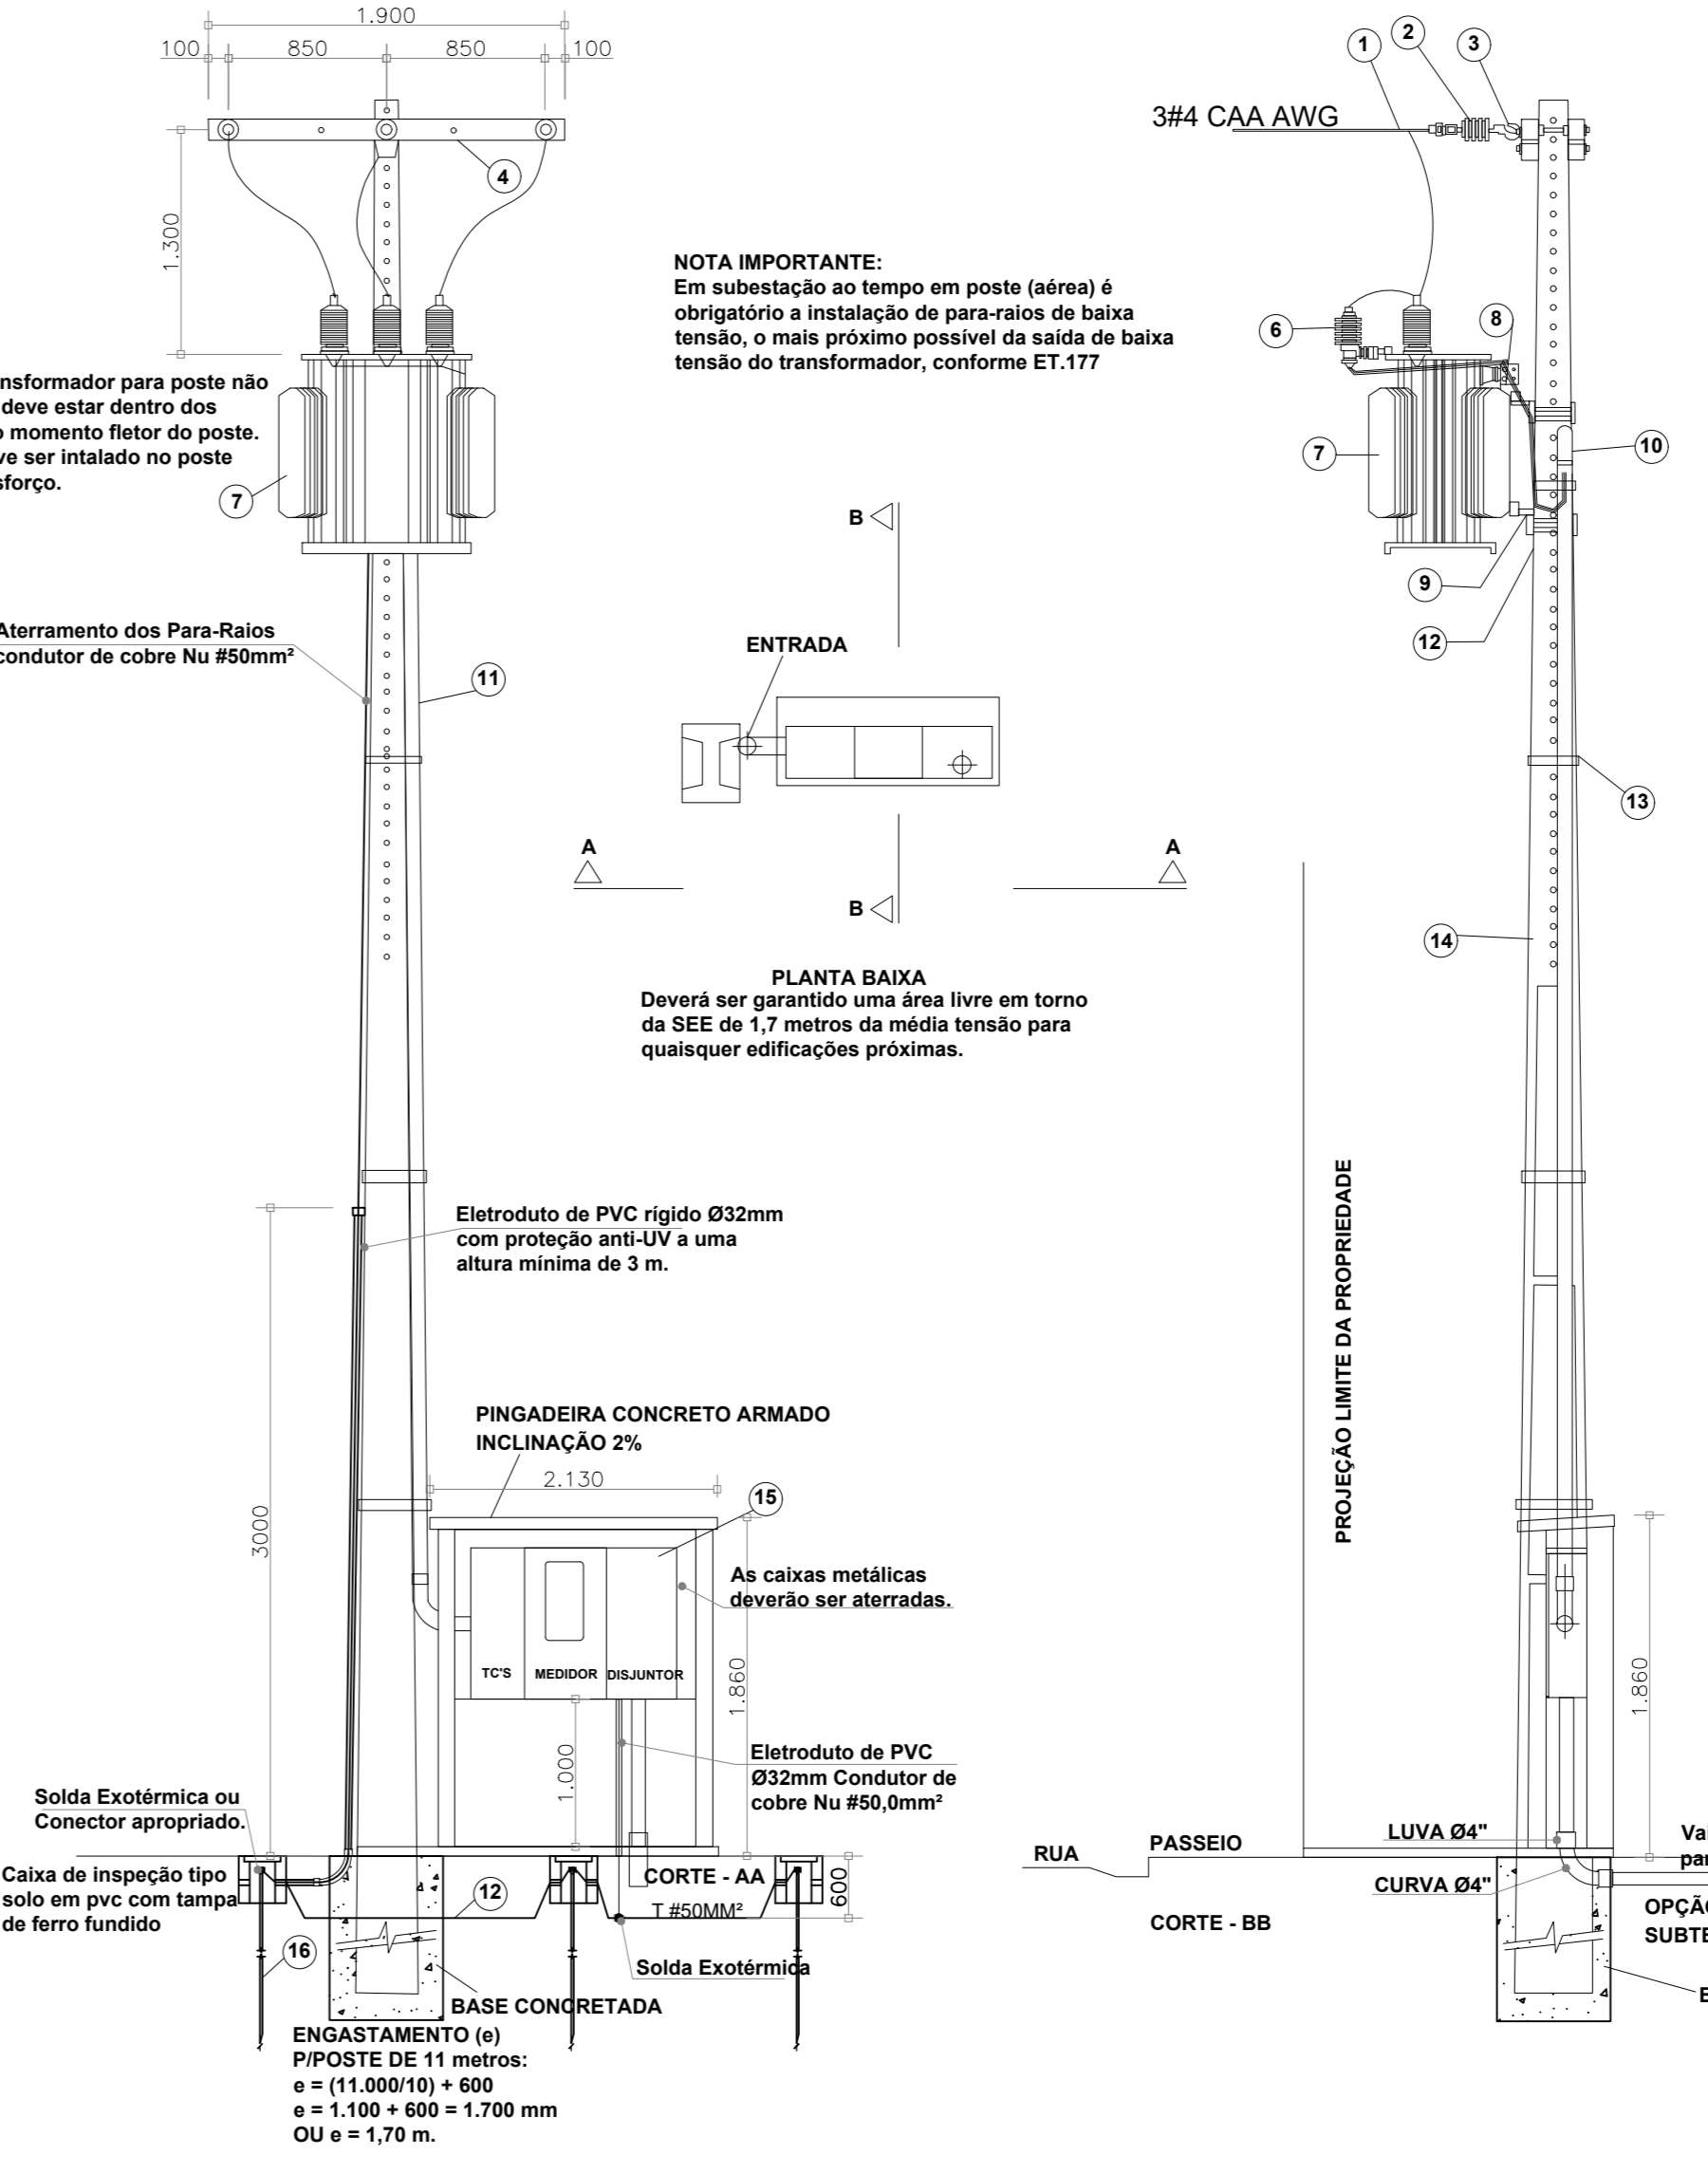 1.900
100
850
850
100
1.300
4
1
2
3
3#4 CAA AWG
NOTA IMPORTANTE:
Em subestação ao tempo em poste (aérea) é
obrigatório a instalação de para-raios de baixa
tensão, o mais próximo possível da saída de baixa
tensão do transformador, conforme ET.177
6
8
7
10
9
12
nsformador para poste não
deve estar dentro dos
o momento fletor do poste.
ve ser intalado no poste
sforço.
7
B
Aterramento dos Para-Raios
condutor de cobre Nu #50mm²
11
ENTRADA
13
A
A
B
14
PLANTA BAIXA
Deverá ser garantido uma área livre em torno
da SEE de 1,7 metros da média tensão para
quaisquer edificações próximas.
PROJEÇÃO LIMITE DA PROPRIEDADE
Eletroduto de PVC rígido Ø32mm
com proteção anti-UV a uma
altura mínima de 3 m.
3000
PINGADEIRA CONCRETO ARMADO
INCLINAÇÃO 2%
2.130
15
As caixas metálicas
deverão ser aterradas.
TC'S
MEDIDOR
DISJUNTOR
1.860
1.000
Eletroduto de PVC
Ø32mm Condutor de
cobre Nu #50,0mm²
1.860
Solda Exotérmica ou
Conector apropriado.
Caixa de inspeção tipo
solo em pvc com tampa
de ferro fundido
12
CORTE - AA
T #50MM²
600
16
Solda Exotérmica
BASE CONCRETADA
ENGASTAMENTO (e)
P/POSTE DE 11 metros:
e = (11.000/10) + 600
e = 1.100 + 600 = 1.700 mm
OU e = 1,70 m.
RUA
PASSEIO
LUVA Ø4"
CURVA Ø4"
CORTE - BB
Vai
par
OPÇÃO
SUBTE